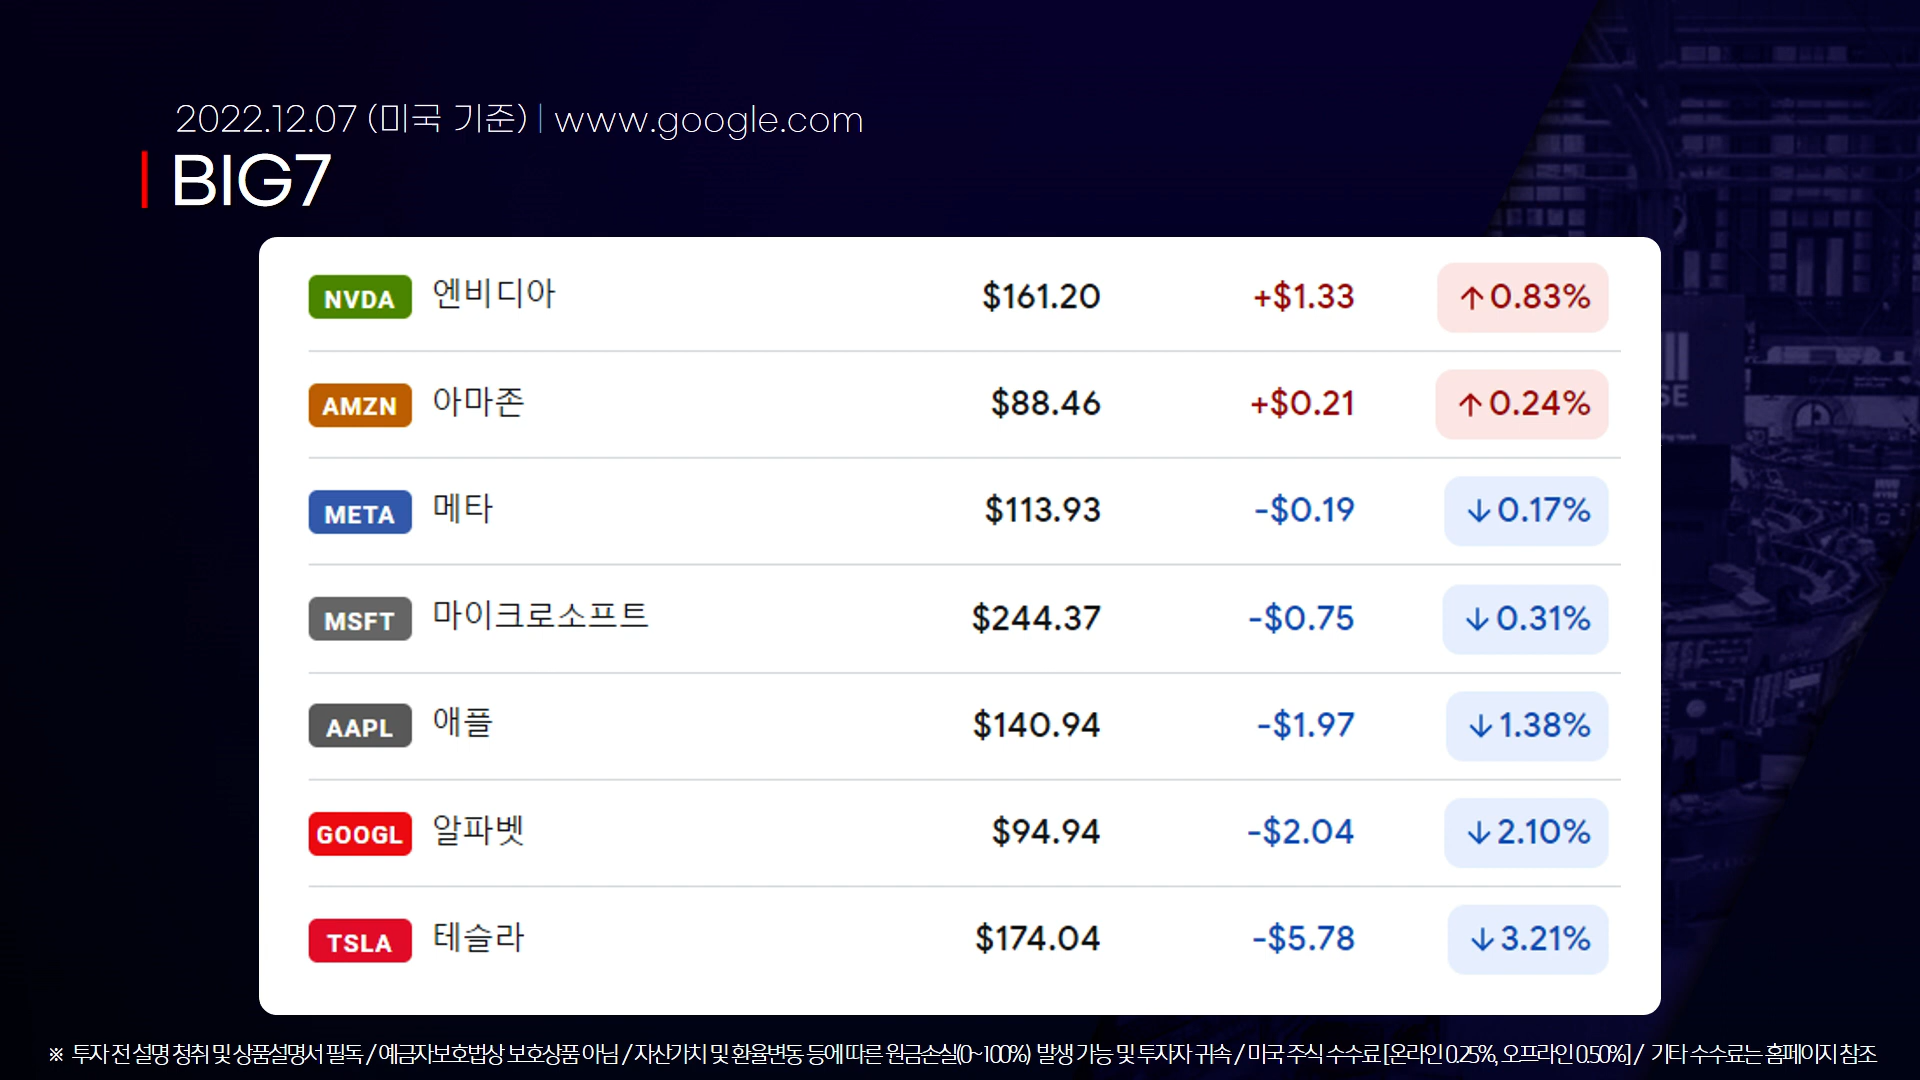 2022.12.07 (미국 기준) | www.google.com
BIG7
NVDA 엔비디아 $161.20 +$1.33 ↑0.83%
AMZN 아마존 $88.46 +$0.21 ↑0.24%
META 메타 $113.93 -$0.19 ↓0.17%
MSFT 마이크로소프트 $244.37 -$0.75 ↓0.31%
AAPL 애플 $140.94 -$1.97 ↓1.38%
GOOGL 알파벳 $94.94 -$2.04 ↓2.10%
TSLA 테슬라 $174.04 -$5.78 ↓3.21%
※ 투자 전 설명 청취 및 상품설명서 필독 / 예금자보호법상 보호상품 아님 / 자산가치 및 환율변동 등에 따른 원금손실(0~100%) 발생 가능 및 투자자 귀속 / 미국 주식 수수료 [온라인 0.25%, 오프라인 0.50%] / 기타 수수료는 홈페이지 참조